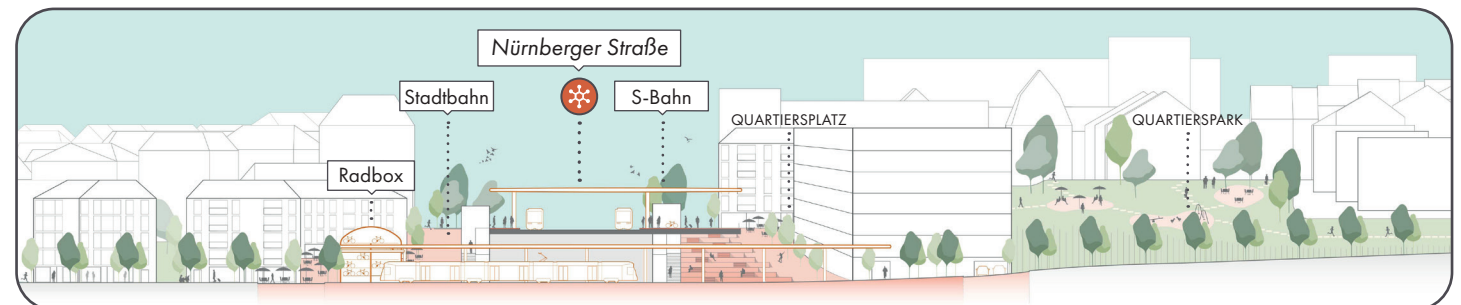 Nürnberger Straße
Stadtbahn
S-Bahn
QUARTIERSPLATZ
QUARTIERSPARK
Radbox